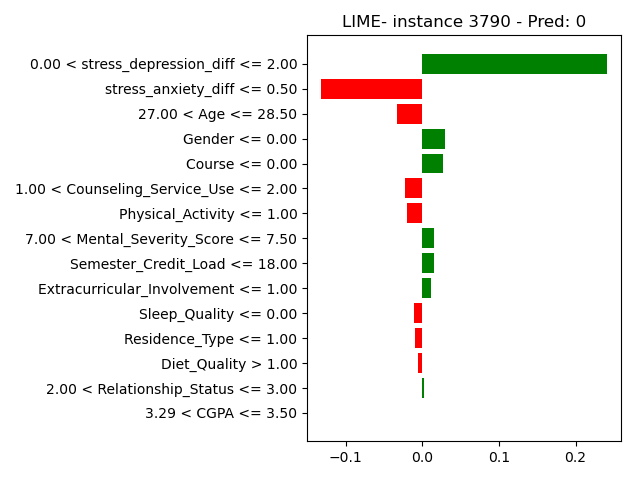 LIME- instance 3790 - Pred: 0
0.00 < stress_depression_diff <= 2.00
stress_anxiety_diff <= 0.50
27.00 < Age <= 28.50
Gender <= 0.00
Course <= 0.00
1.00 < Counseling_Service_Use <= 2.00
Physical_Activity <= 1.00
7.00 < Mental_Severity_Score <= 7.50
Semester_Credit_Load <= 18.00
Extracurricular_Involvement <= 1.00
Sleep_Quality <= 0.00
Residence_Type <= 1.00
Diet_Quality > 1.00
2.00 < Relationship_Status <= 3.00
3.29 < CGPA <= 3.50
−0.1 0.0 0.1 0.2